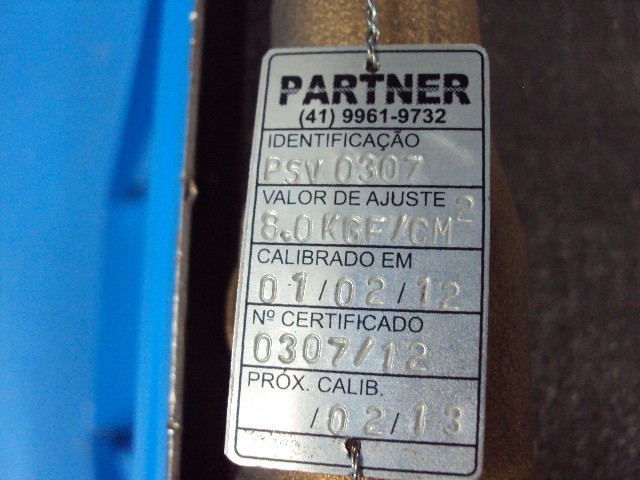 PARTNER
(41) 9961-9732
IDENTIFICAÇÃO
PSV 0307
VALOR DE AJUSTE
8.0 KGF/CM²
CALIBRADO EM
01/02/12
Nº CERTIFICADO
0307/12
PRÓX. CALIB.
/02/13